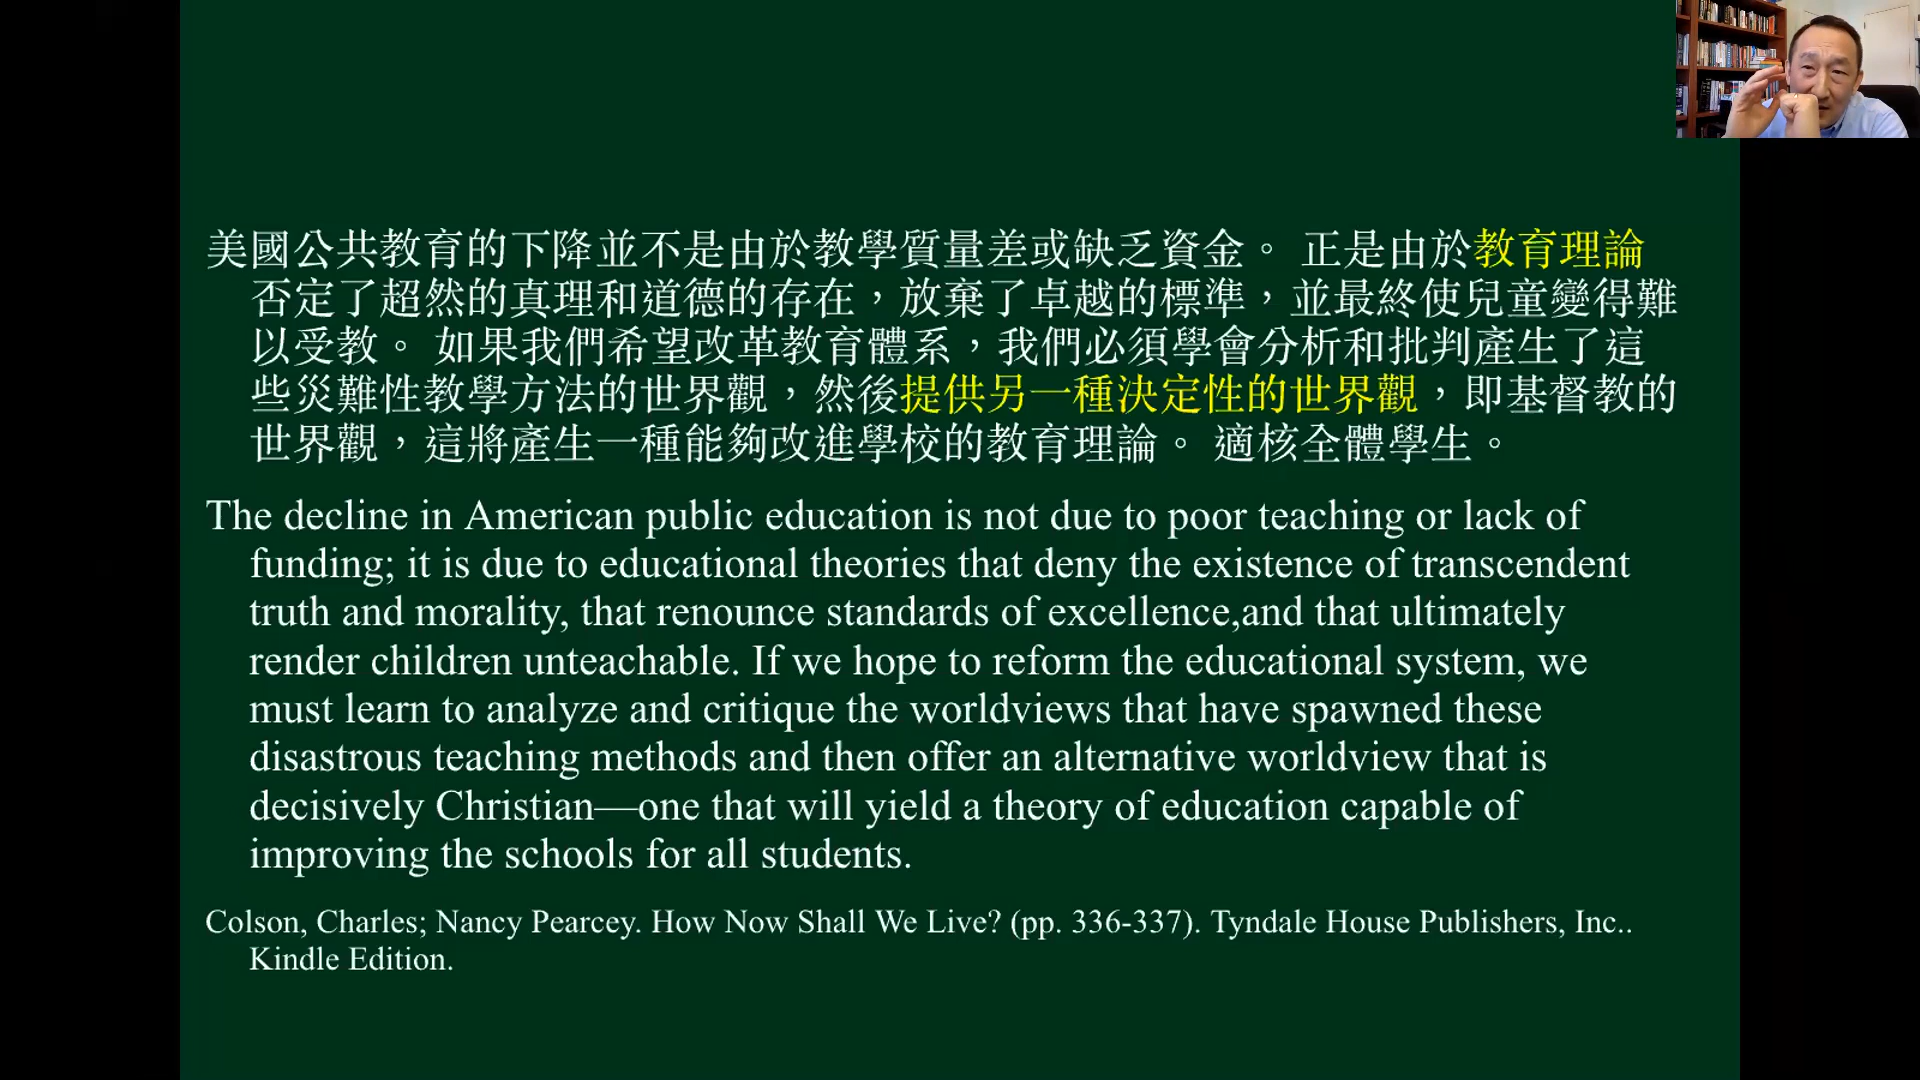 美國公共教育的下降並不是由於教學質量差或缺乏資金。 正是由於教育理論
否定了超然的真理和道德的存在，放棄了卓越的標準，並最終使兒童變得難
以受教。 如果我們希望改革教育體系，我們必須學會分析和批判產生了這
些災難性教學方法的世界觀，然後提供另一種決定性的世界觀，即基督教的
世界觀，這將產生一種能夠改進學校的教育理論。 適核全體學生。
The decline in American public education is not due to poor teaching or lack of
funding; it is due to educational theories that deny the existence of transcendent
truth and morality, that renounce standards of excellence,and that ultimately
render children unteachable. If we hope to reform the educational system, we
must learn to analyze and critique the worldviews that have spawned these
disastrous teaching methods and then offer an alternative worldview that is
decisively Christian—one that will yield a theory of education capable of
improving the schools for all students.
Colson, Charles; Nancy Pearcey. How Now Shall We Live? (pp. 336-337). Tyndale House Publishers, Inc..
Kindle Edition.